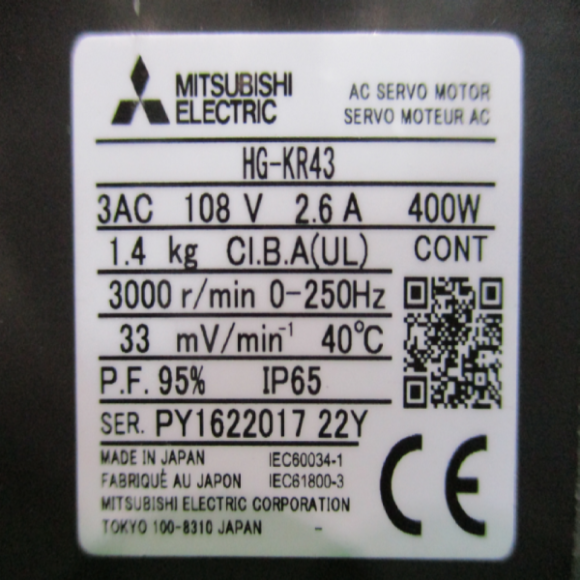 MITSUBISHI
ELECTRIC
AC SERVO MOTOR
SERVO MOTEUR AC
HG-KR43
3AC 108 V 2.6 A 400W
1.4 kg CI.B.A(UL) CONT
3000 r/min 0-250Hz
33 mV/min⁻¹ 40℃
P.F. 95% IP65
SER. PY1622017 22Y
MADE IN JAPAN IEC60034-1
FABRIQUÉ AU JAPON IEC61800-3
MITSUBISHI ELECTRIC CORPORATION
TOKYO 100-8310 JAPAN -
CE